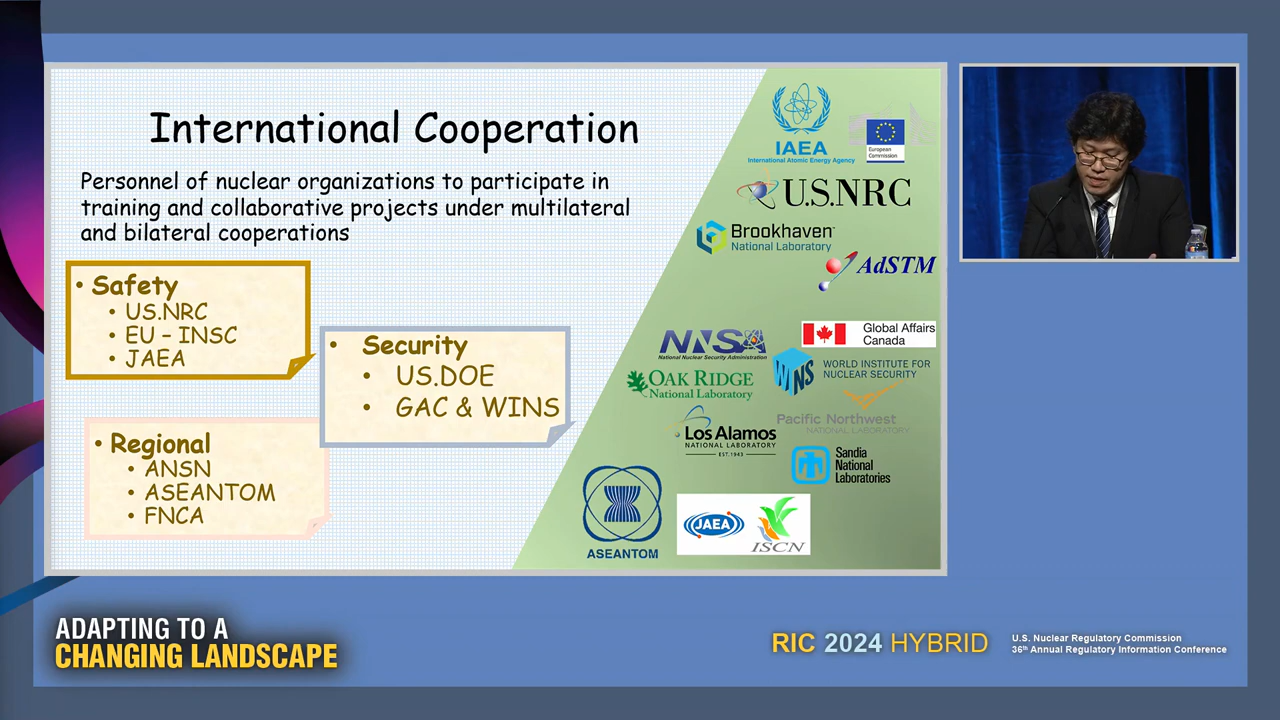 International Cooperation
Personnel of nuclear organizations to participate in
training and collaborative projects under multilateral
and bilateral cooperations
• Safety
• US.NRC
• EU – INSC
• JAEA
• Security
• US.DOE
• GAC & WINS
• Regional
• ANSN
• ASEANTOM
• FNCA
IAEA
International Atomic Energy Agency
European
Commission
U.S.NRC
Brookhaven
National Laboratory
AdSTM
NNSA
National Nuclear Security Administration
Global Affairs
Canada
OAK RIDGE
National Laboratory
WINS
WORLD INSTITUTE FOR
NUCLEAR SECURITY
Pacific Northwest
NATIONAL LABORATORY
Los Alamos
NATIONAL LABORATORY
EST. 1943
Sandia
National
Laboratories
ASEANTOM
JAEA
ISCN
ADAPTING TO A
CHANGING LANDSCAPE
RIC 2024 HYBRID
U.S. Nuclear Regulatory Commission
36th Annual Regulatory Information Conference